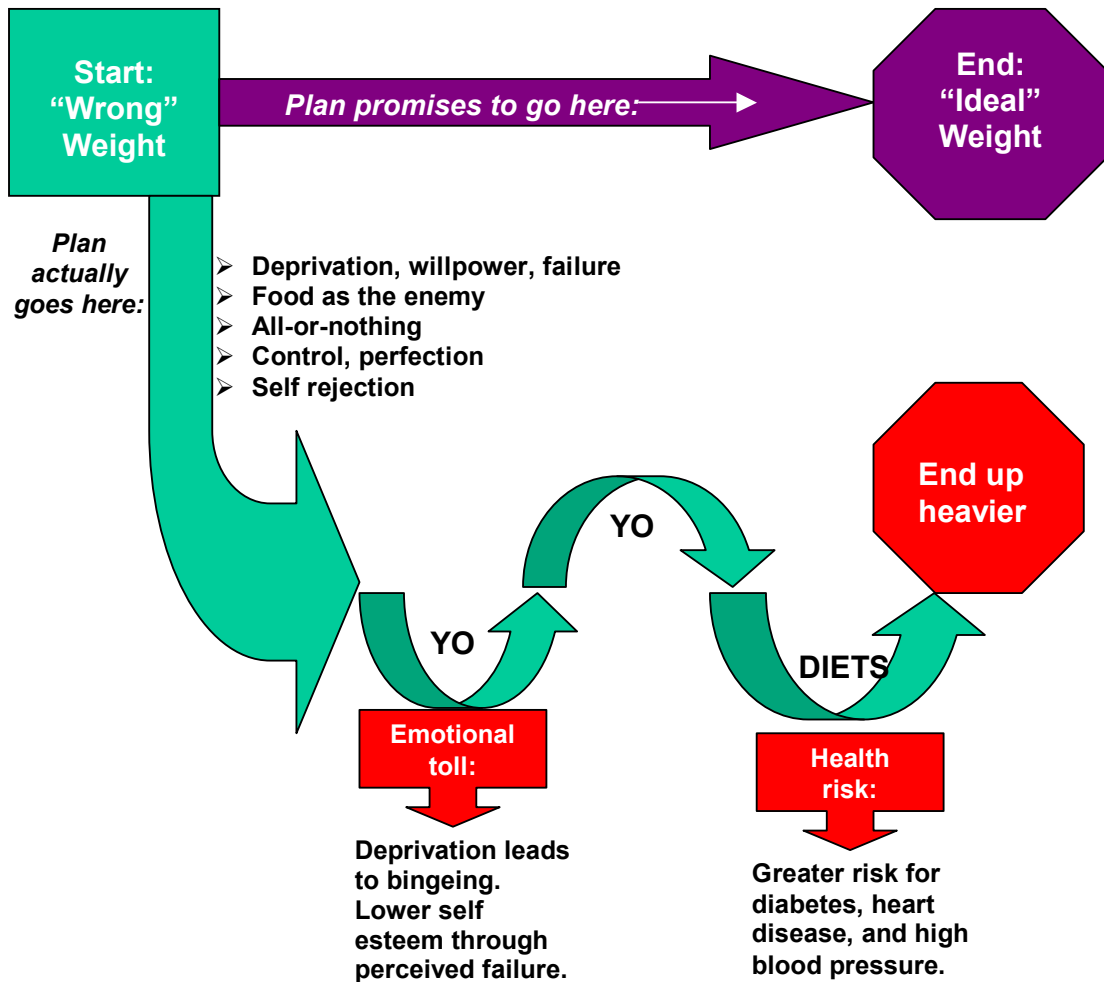 Start:
“Wrong”
Weight
Plan promises to go here:
End:
“Ideal”
Weight
Plan
actually
goes here:
➢ Deprivation, willpower, failure
➢ Food as the enemy
➢ All-or-nothing
➢ Control, perfection
➢ Self rejection
YO
YO
DIETS
End up
heavier
Emotional
toll:
Deprivation leads
to bingeing.
Lower self
esteem through
perceived failure.
Health
risk:
Greater risk for
diabetes, heart
disease, and high
blood pressure.